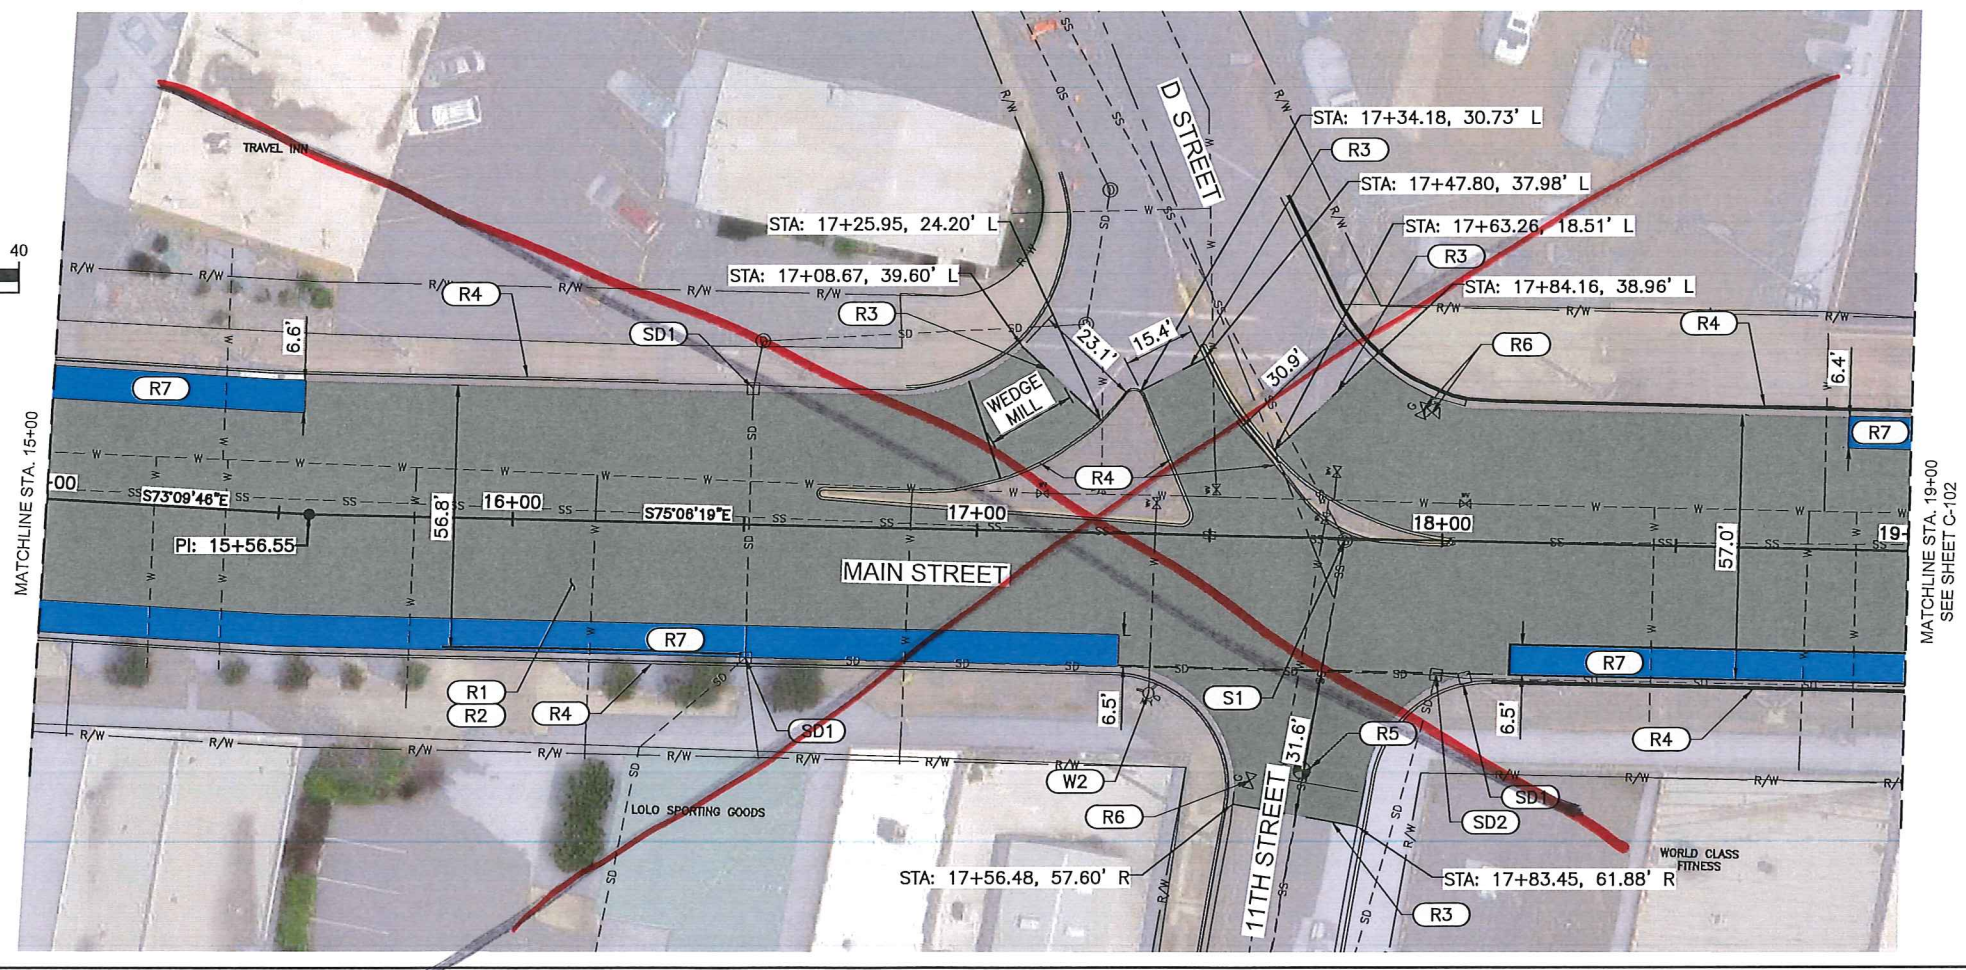 40
D STREET
STA: 17+34.18, 30.73' L
R3
STA: 17+47.80, 37.98' L
TRAVEL INN
STA: 17+25.95, 24.20' L
STA: 17+63.26, 18.51' L
R3
STA: 17+08.67, 39.60' L
STA: 17+84.16, 38.96' L
R4
R3
SD1
6.6'
23.1'
15.4'
30.9'
R6
R4
6.4'
R7
WEDGE
MILL
R7
MATCHLINE STA. 15+00
-00
S73°09'46"E
56.8'
16+00
S75°06'19"E
R4
17+00
18+00
57.0'
19-
MATCHLINE STA. 19+00
SEE SHEET C-102
PI: 15+56.55
MAIN STREET
R7
R7
R1
R2
R4
SD1
6.5'
S1
31.6'
R5
6.5'
R4
W2
R6
SD1
SD2
LOLO SPORTING GOODS
11TH STREET
WORLD CLASS
FITNESS
STA: 17+56.48, 57.60' R
STA: 17+83.45, 61.88' R
R3
R/W
SD
SS
W
G